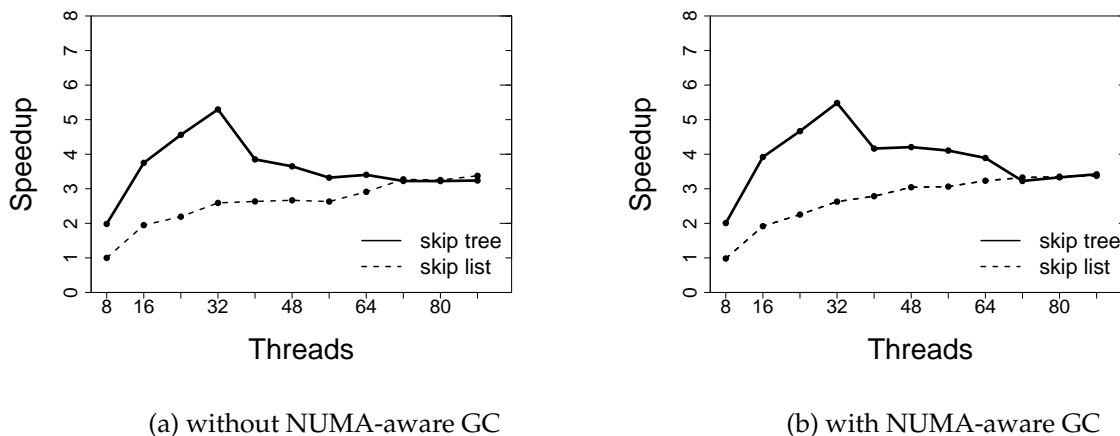 8
7
6
5
4
3
2
1
0
Speedup
skip tree
skip list
8 16 32 48 64 80
Threads
(a) without NUMA-aware GC
8
7
6
5
4
3
2
1
0
Speedup
skip tree
skip list
8 16 32 48 64 80
Threads
(b) with NUMA-aware GC